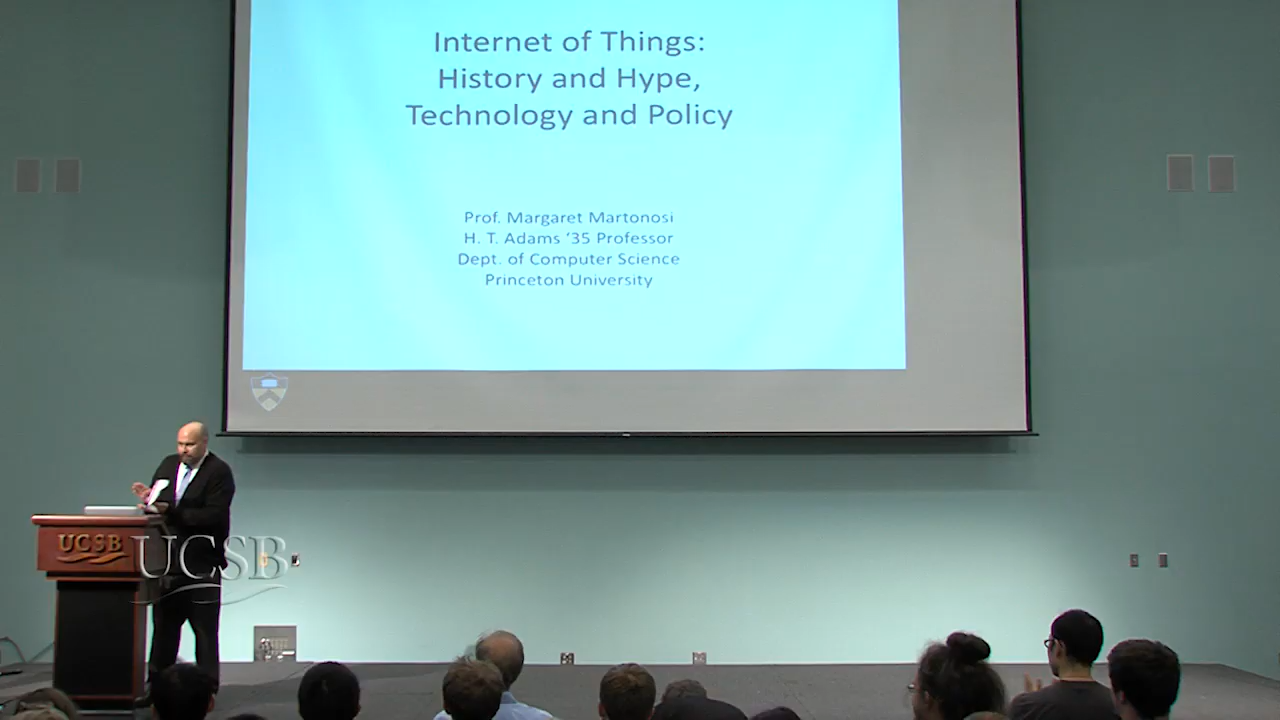 Internet of Things:
History and Hype,
Technology and Policy
Prof. Margaret Martonosi
H. T. Adams ‘35 Professor
Dept. of Computer Science
Princeton University
UCSB
UCSB